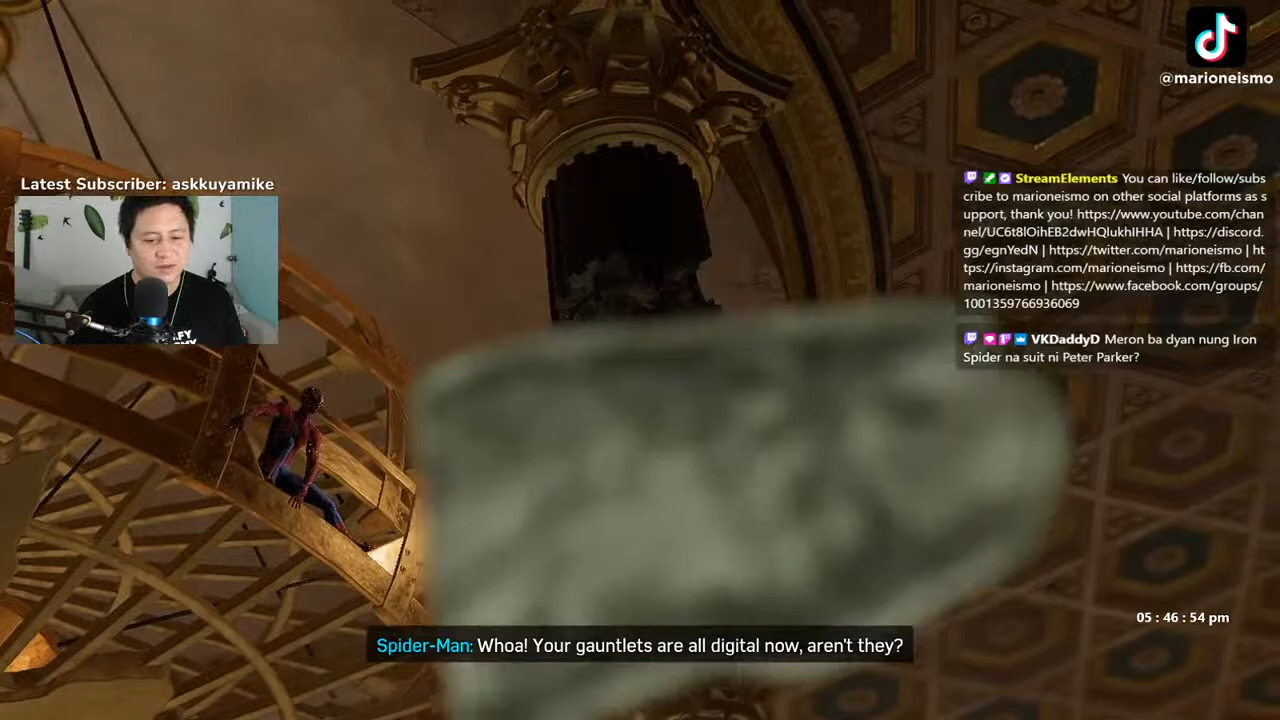 @marioneismo
Latest Subscriber: askkuyamike
StreamElements You can like/follow/subs
cribe to marioneismo on other social platforms as s
upport, thank you! https://www.youtube.com/chan
nel/UC6t8lOihEB2dwHQlukhIHHA | https://discord.
gg/egnYedN | https://twitter.com/marioneismo | ht
tps://instagram.com/marioneismo | https://fb.com/
marioneismo | https://www.facebook.com/groups/
1001359766936069
VKDaddyD Meron ba dyan nung Iron
Spider na suit ni Peter Parker?
05 : 46 : 54 pm
Spider-Man: Whoa! Your gauntlets are all digital now, aren't they?